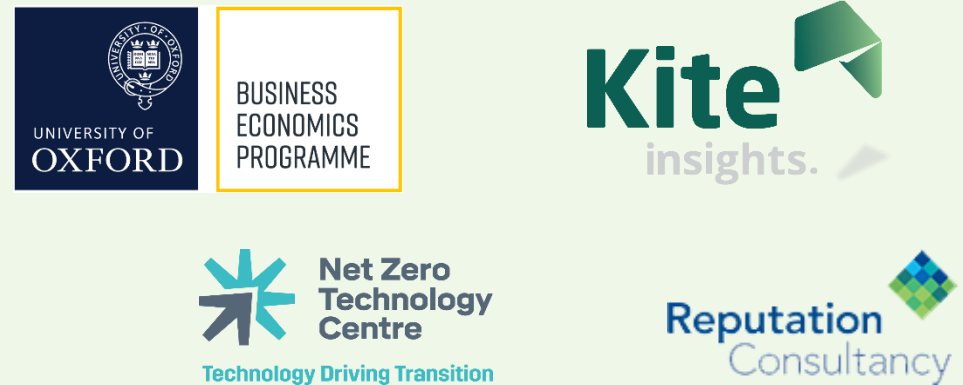 UNIVERSITY OF OXFORD
UNIVERSITY OF
OXFORD
BUSINESS
ECONOMICS
PROGRAMME
Kite
insights.
Net Zero
Technology
Centre
Technology Driving Transition
Reputation
Consultancy